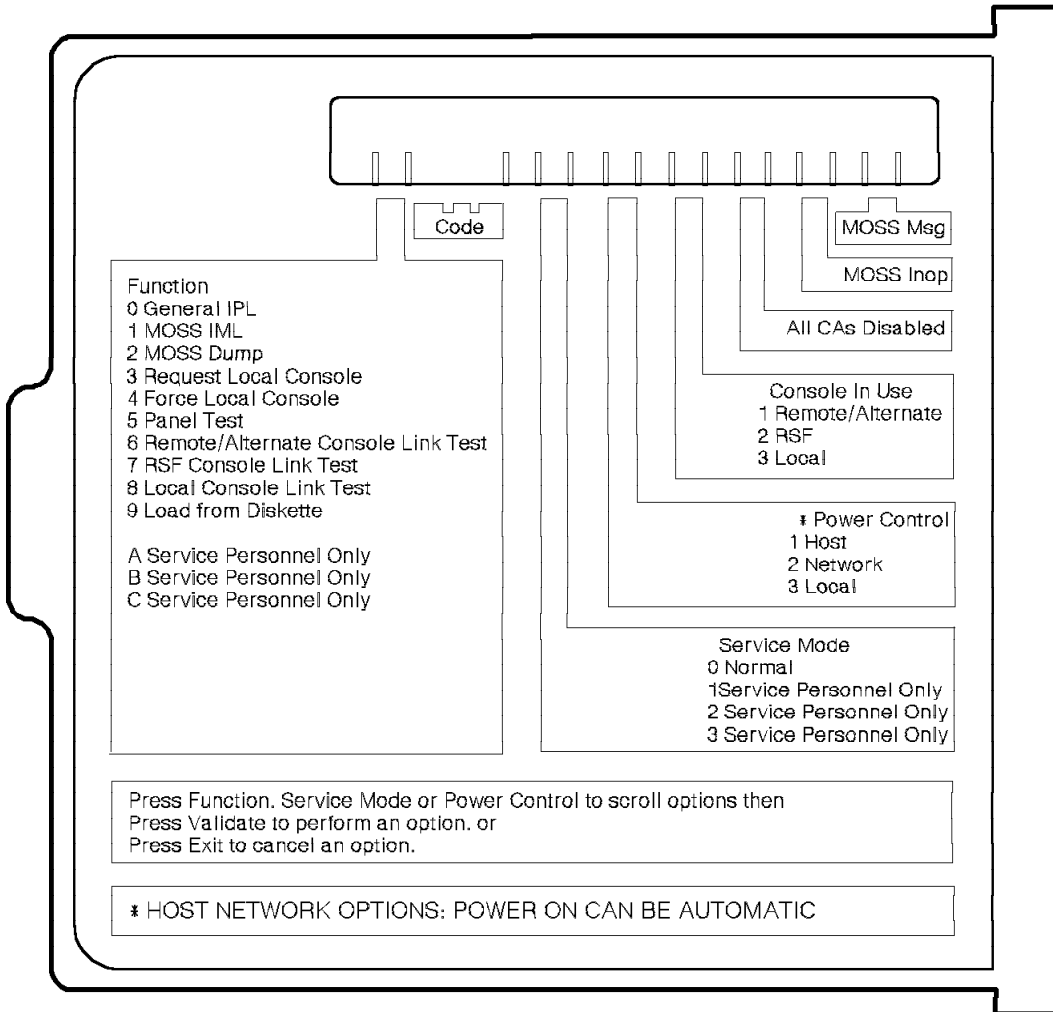 Code
MOSS Msg
MOSS Inop
All CAs Disabled
Function
0 General IPL
1 MOSS IML
2 MOSS Dump
3 Request Local Console
4 Force Local Console
5 Panel Test
6 Remote/Alternate Console Link Test
7 RSF Console Link Test
8 Local Console Link Test
9 Load from Diskette
A Service Personnel Only
B Service Personnel Only
C Service Personnel Only
Console In Use
1 Remote/Alternate
2 RSF
3 Local
* Power Control
1 Host
2 Network
3 Local
Service Mode
0 Normal
1Service Personnel Only
2 Service Personnel Only
3 Service Personnel Only
Press Function. Service Mode or Power Control to scroll options then
Press Validate to perform an option. or
Press Exit to cancel an option.
* HOST NETWORK OPTIONS: POWER ON CAN BE AUTOMATIC